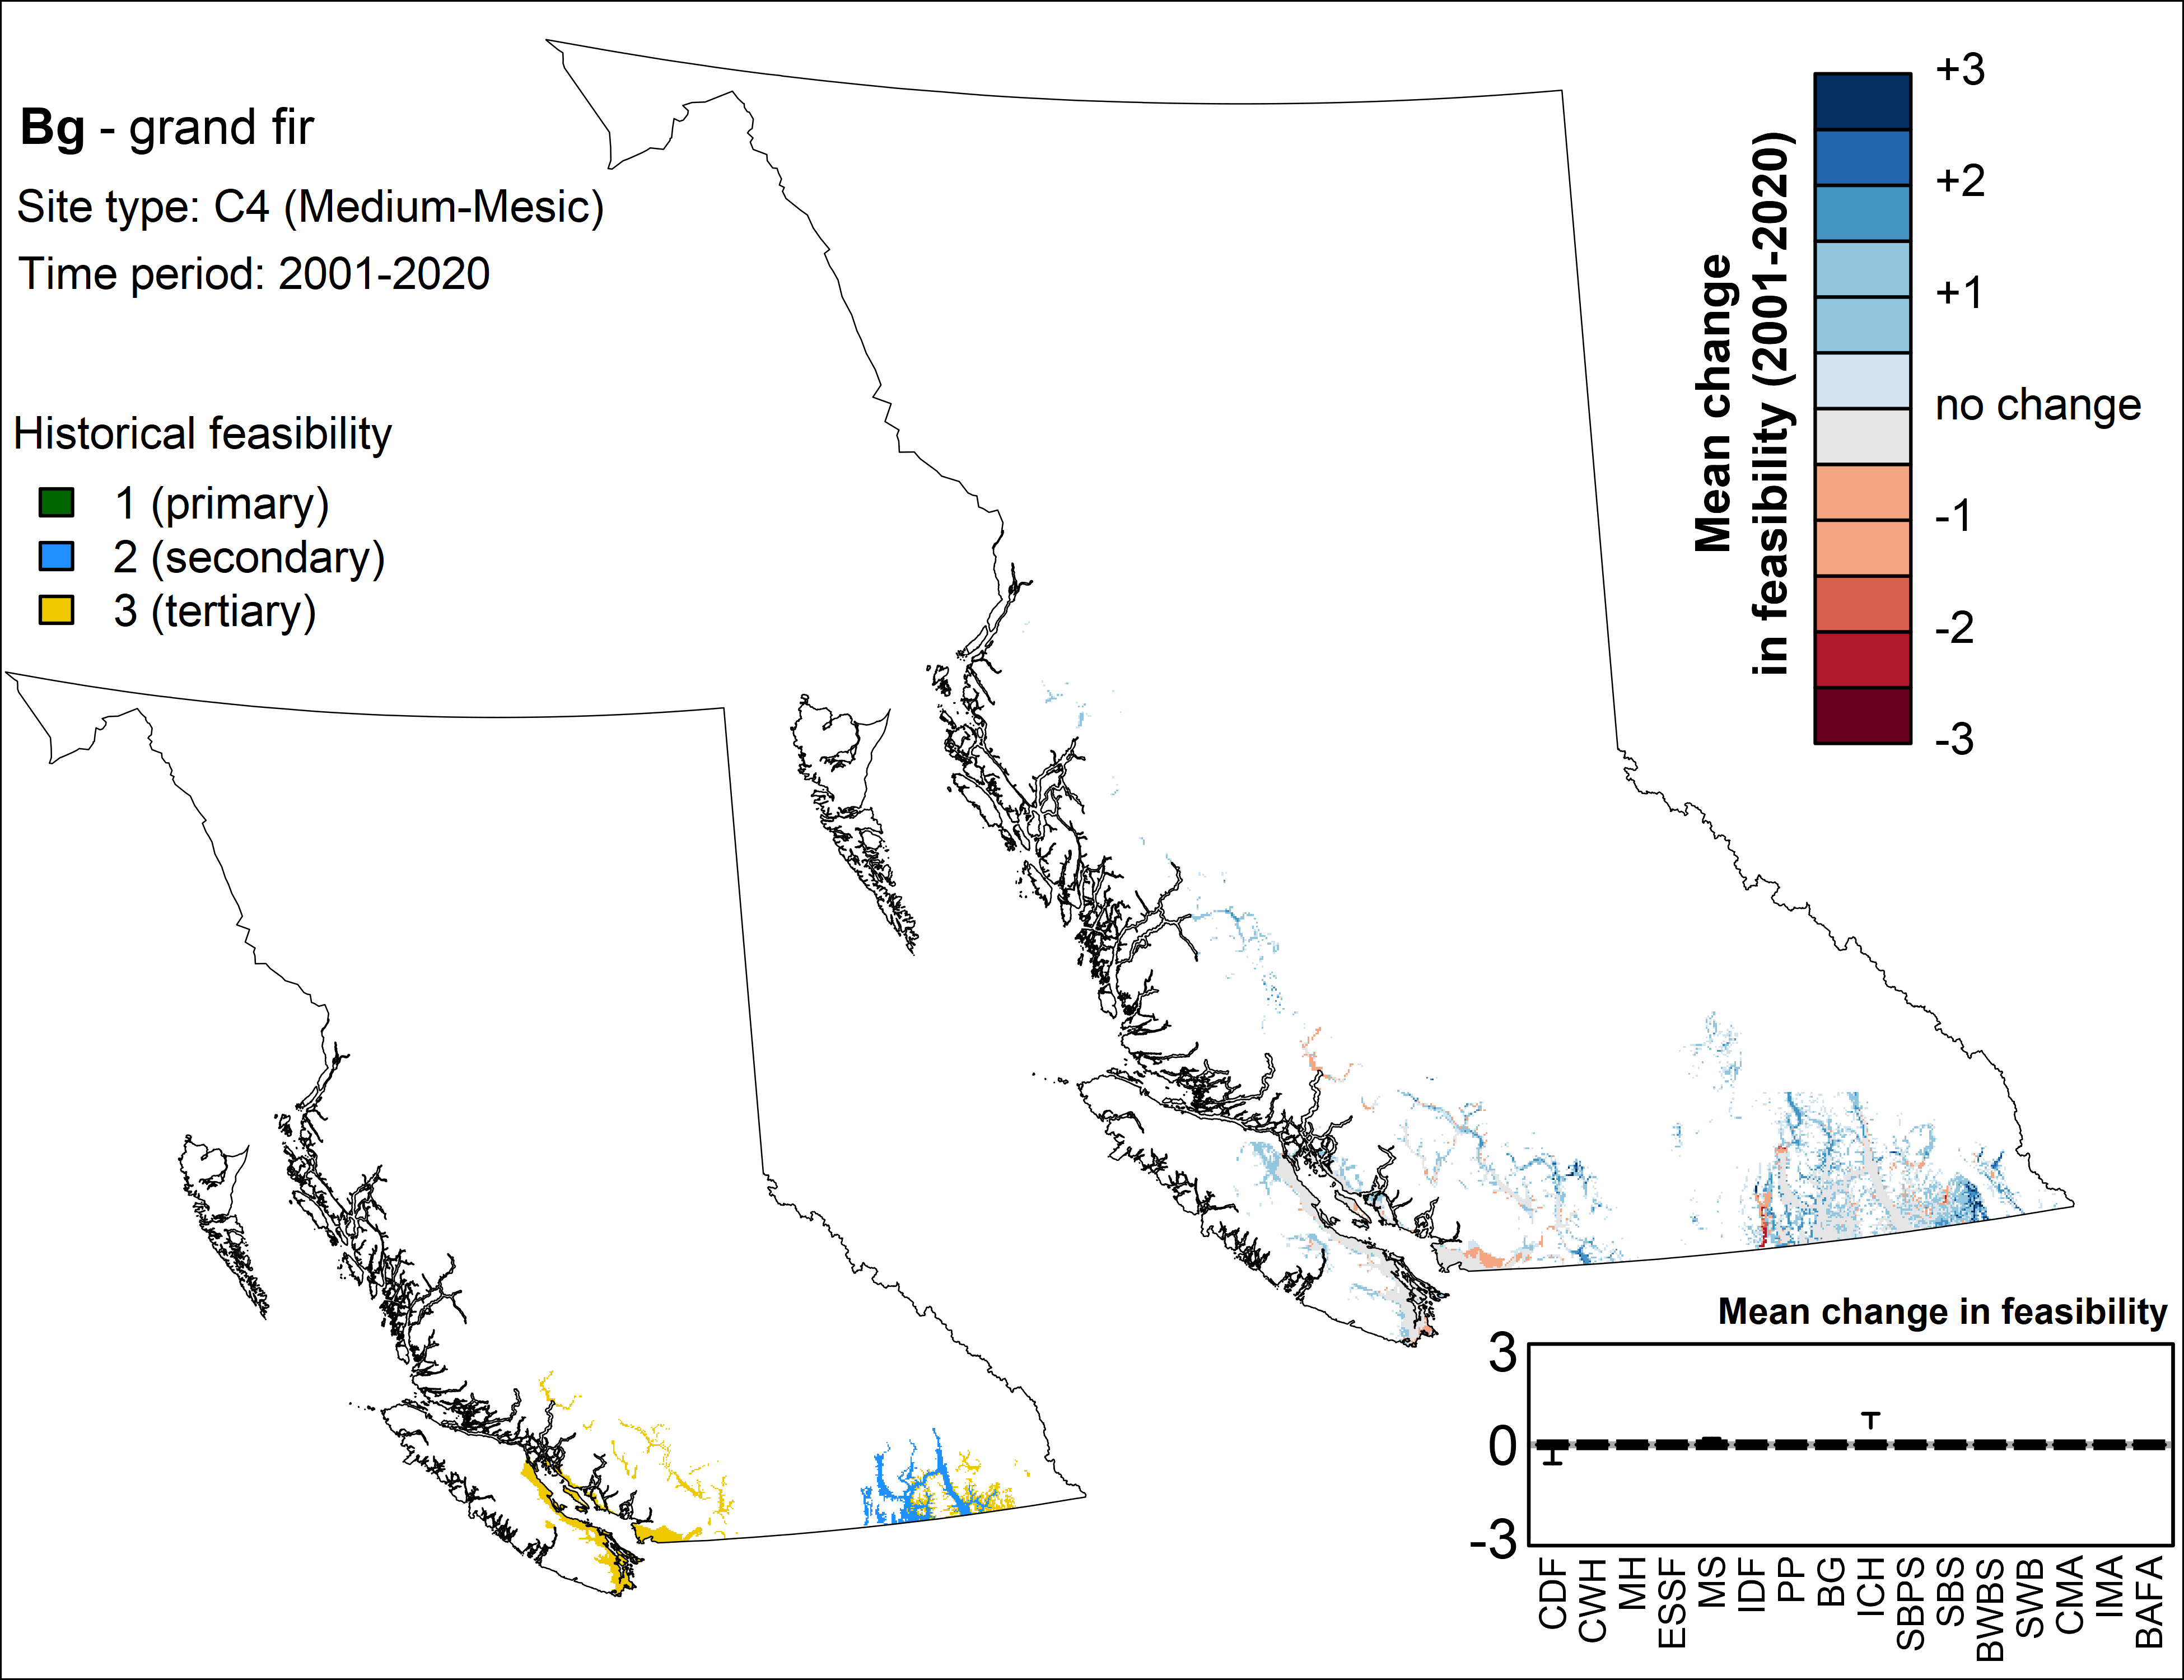 Bg - grand fir
Site type: C4 (Medium-Mesic)
Time period: 2001-2020
Historical feasibility
1 (primary)
2 (secondary)
3 (tertiary)
Mean change
in feasibility (2001-2020)
+3
+2
+1
no change
-1
-2
-3
Mean change in feasibility
3
0
-3
CDF
CWH
MH
ESSF
MS
IDF
PP
BG
ICH
SBPS
SBS
BWBS
SWB
CMA
IMA
BAFA